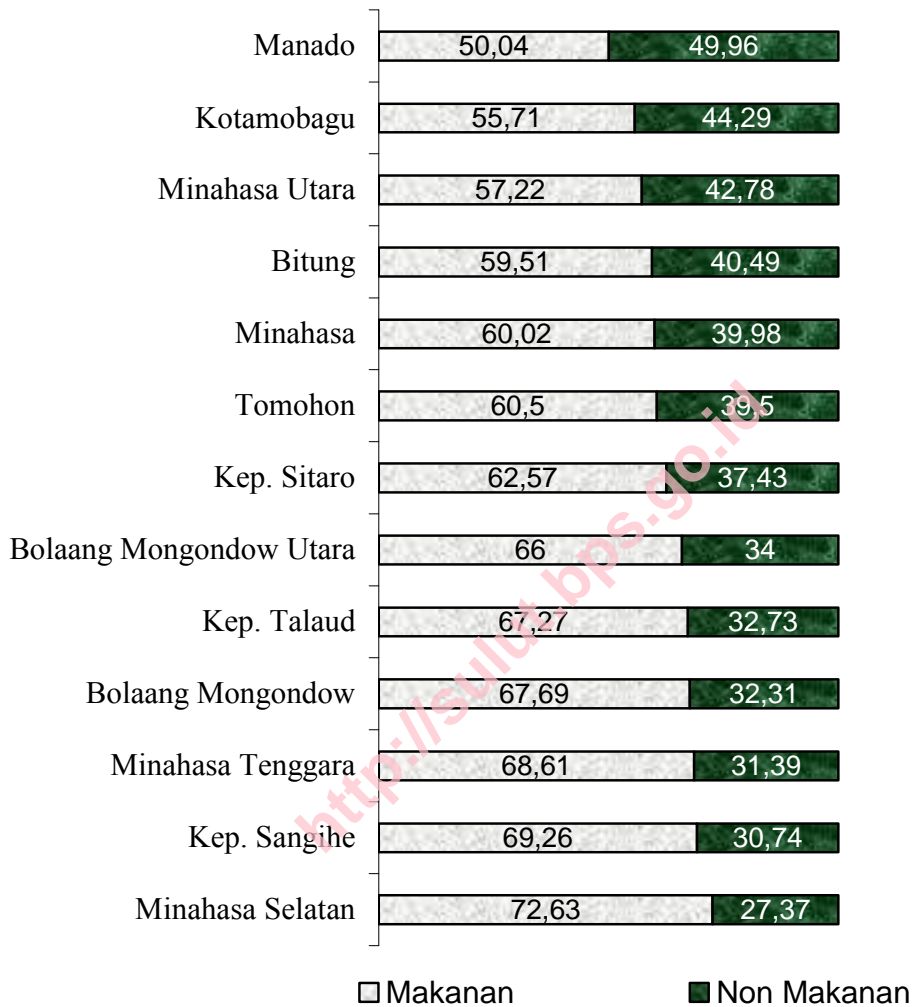 Manado 50,04 49,96
Kotamobagu 55,71 44,29
Minahasa Utara 57,22 42,78
Bitung 59,51 40,49
Minahasa 60,02 39,98
Tomohon 60,5 39,5
Kep. Sitaro 62,57 37,43
Bolaang Mongondow Utara 66 34
Kep. Talaud 67,27 32,73
Bolaang Mongondow 67,69 32,31
Minahasa Tenggara 68,61 31,39
Kep. Sangihe 69,26 30,74
Minahasa Selatan 72,63 27,37
Makanan Non Makanan
http://sulut.bps.go.id